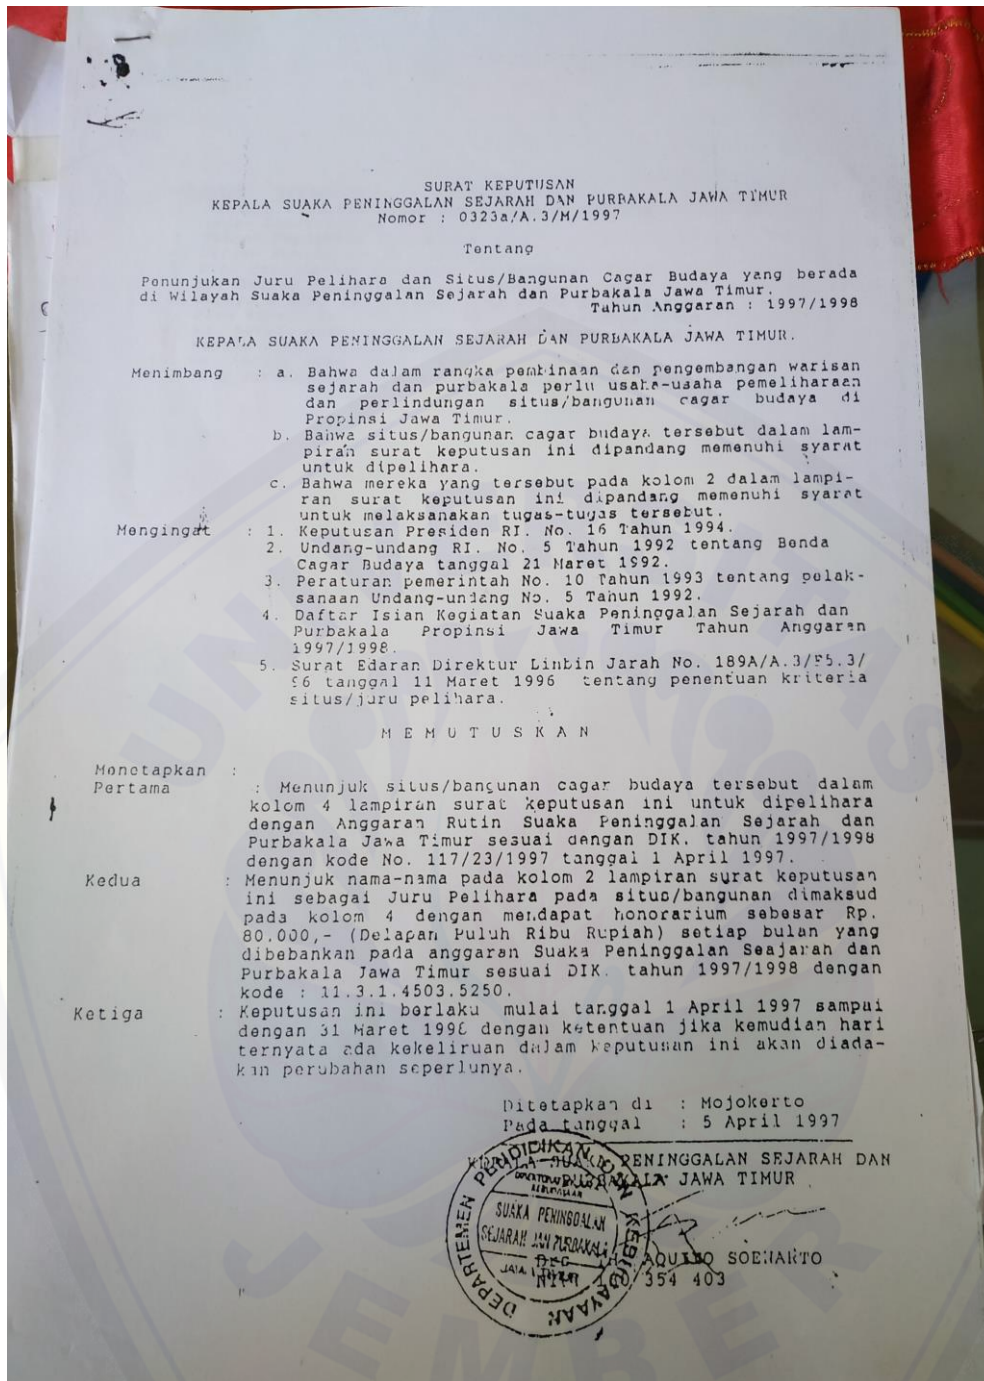 SURAT KEPUTUSAN
KEPALA SUAKA PENINGGALAN SEJARAH DAN PURBAKALA JAWA TIMUR
Nomor : 0323a/A.3/M/1997
Tentang
Penunjukan Juru Pelihara dan Situs/Bangunan Cagar Budaya yang berada
di Wilayah Suaka Peninggalan Sejarah dan Purbakala Jawa Timur.
Tahun Anggaran : 1997/1998
KEPALA SUAKA PENINGGALAN SEJARAH DAN PURBAKALA JAWA TIMUR.
Menimbang : a. Bahwa dalam rangka pembinaan dan pengembangan warisan
sejarah dan purbakala perlu usaha-usaha pemeliharaan
dan perlindungan situs/bangunan cagar budaya di
Propinsi Jawa Timur.
b. Bahwa situs/bangunan cagar budaya tersebut dalam lam-
piran surat keputusan ini dipandang memenuhi syarat
untuk dipelihara.
c. Bahwa mereka yang tersebut pada kolom 2 dalam lampi-
ran surat keputusan ini dipandang memenuhi syarat
untuk melaksanakan tugas-tugas tersebut.
Mengingat : 1. Keputusan Presiden RI. No. 16 Tahun 1994.
2. Undang-undang RI. No. 5 Tahun 1992 tentang Benda
Cagar Budaya tanggal 21 Maret 1992.
3. Peraturan pemerintah No. 10 Tahun 1993 tentang pelak-
sanaan Undang-undang No. 5 Tahun 1992.
4. Daftar Isian Kegiatan Suaka Peninggalan Sejarah dan
Purbakala Propinsi Jawa Timur Tahun Anggaran
1997/1998.
5. Surat Edaran Direktur Linbin Jarah No. 189A/A.3/F5.3/
96 tanggal 11 Maret 1996 tentang penentuan kriteria
situs/juru pelihara.
M E M U T U S K A N
Menetapkan :
Pertama : Menunjuk situs/bangunan cagar budaya tersebut dalam
kolom 4 lampiran surat keputusan ini untuk dipelihara
dengan Anggaran Rutin Suaka Peninggalan Sejarah dan
Purbakala Jawa Timur sesuai dengan DIK. tahun 1997/1998
dengan kode No. 117/23/1997 tanggal 1 April 1997.
Kedua : Menunjuk nama-nama pada kolom 2 lampiran surat keputusan
ini sebagai Juru Pelihara pada situs/bangunan dimaksud
pada kolom 4 dengan mendapat honorarium sebesar Rp.
80.000,- (Delapan Puluh Ribu Rupiah) setiap bulan yang
dibebankan pada anggaran Suaka Peninggalan Seajarah dan
Purbakala Jawa Timur sesuai DIK. tahun 1997/1998 dengan
kode : 11.3.1.4503.5250.
Ketiga : Keputusan ini berlaku mulai tanggal 1 April 1997 sampai
dengan 31 Maret 1998 dengan ketentuan jika kemudian hari
ternyata ada kekeliruan dalam keputusan ini akan diada-
kan perubahan seperlunya.
Ditetapkan di : Mojokerto
Pada tanggal : 5 April 1997
KEPALA SUAKA PENINGGALAN SEJARAH DAN
PURBAKALA JAWA TIMUR
DEPARTEMEN PENDIDIKAN DAN KEBUDAYAAN
SUAKA PENINGGALAN
SEJARAH DAN PURBAKALA
JAWA TIMUR
SOENARTO
354 403
UNIVERSITAS
JEMBER